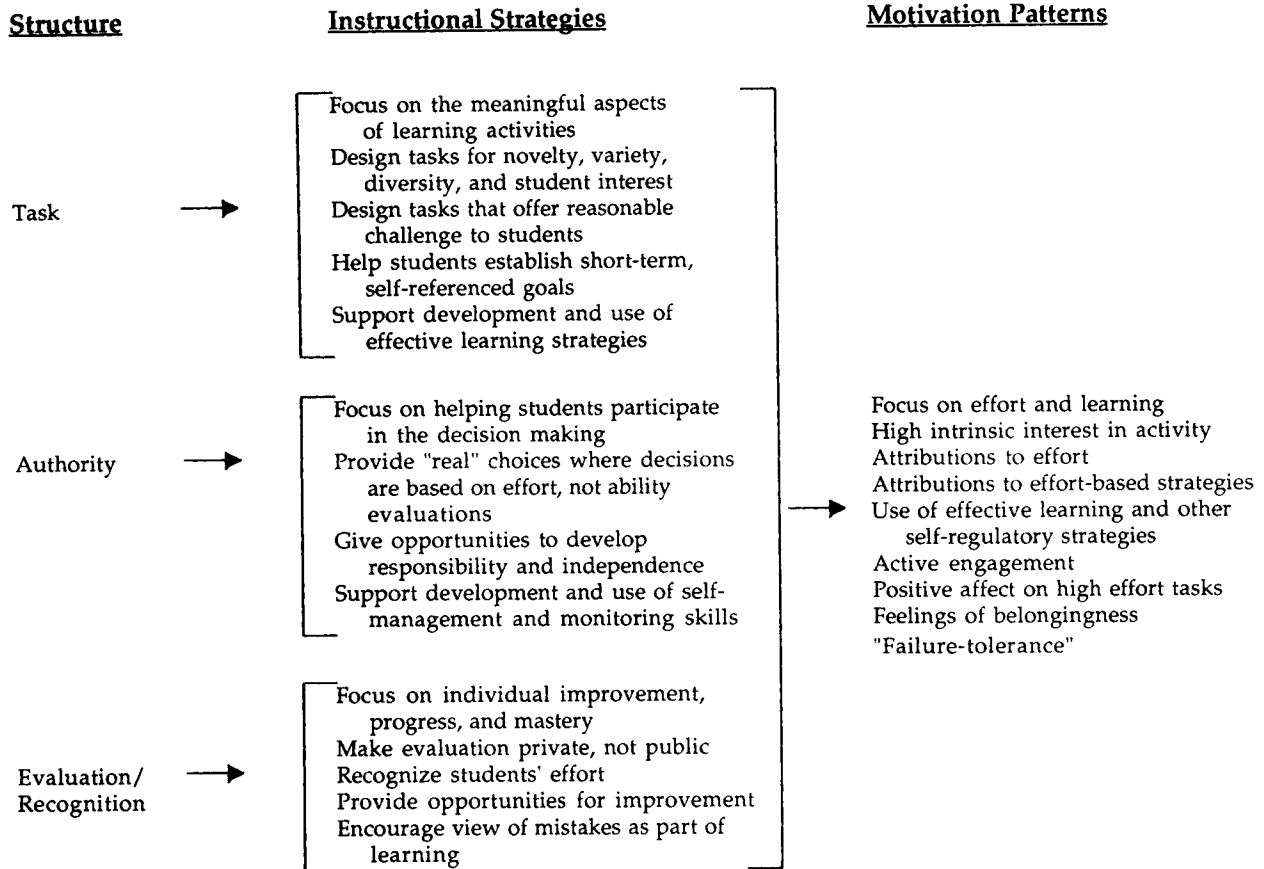 Structure
Instructional Strategies
Motivation Patterns
Task
Focus on the meaningful aspects
of learning activities
Design tasks for novelty, variety,
diversity, and student interest
Design tasks that offer reasonable
challenge to students
Help students establish short-term,
self-referenced goals
Support development and use of
effective learning strategies
Authority
Focus on helping students participate
in the decision making
Provide "real" choices where decisions
are based on effort, not ability
evaluations
Give opportunities to develop
responsibility and independence
Support development and use of self-
management and monitoring skills
Evaluation/
Recognition
Focus on individual improvement,
progress, and mastery
Make evaluation private, not public
Recognize students' effort
Provide opportunities for improvement
Encourage view of mistakes as part of
learning
Focus on effort and learning
High intrinsic interest in activity
Attributions to effort
Attributions to effort-based strategies
Use of effective learning and other
self-regulatory strategies
Active engagement
Positive affect on high effort tasks
Feelings of belongingness
"Failure-tolerance"